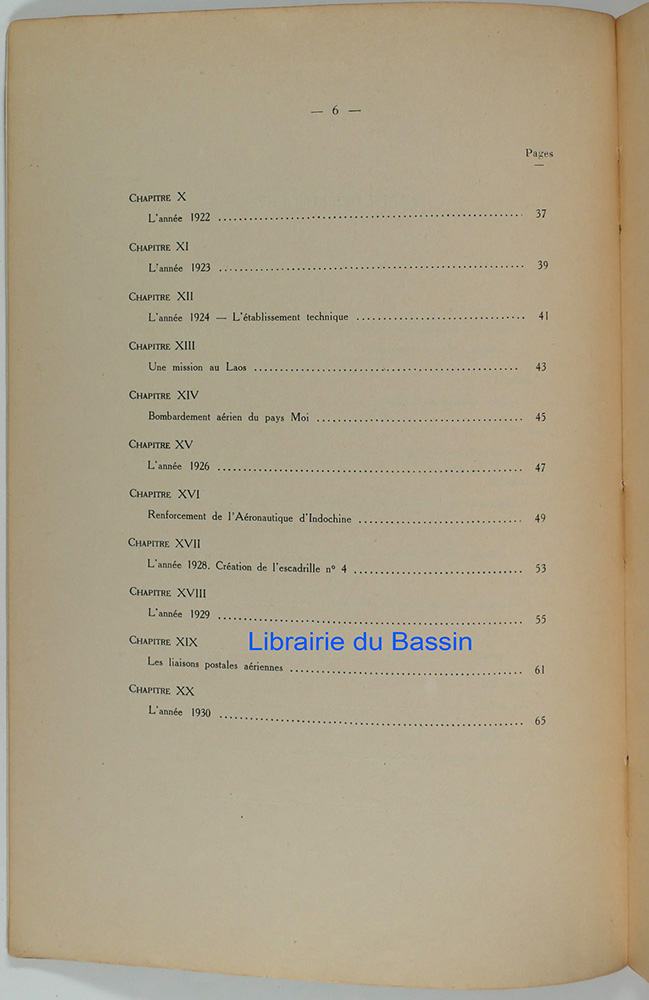 — 6 —
Pages
CHAPITRE X
L'année 1922 ........................................................ 37
CHAPITRE XI
L'année 1923 ........................................................ 39
CHAPITRE XII
L'année 1924 — L'établissement technique ................................ 41
CHAPITRE XIII
Une mission au Laos .................................................. 43
CHAPITRE XIV
Bombardement aérien du pays Moi ...................................... 45
CHAPITRE XV
L'année 1926 ........................................................ 47
CHAPITRE XVI
Renforcement de l'Aéronautique d'Indochine .............................. 49
CHAPITRE XVII
L'année 1928. Création de l'escadrille n° 4 ................................ 53
CHAPITRE XVIII
L'année 1929 ........................................................ 55
CHAPITRE XIX
Librairie du Bassin
Les liaisons postales aériennes ........................................... 61
CHAPITRE XX
L'année 1930 ........................................................ 65